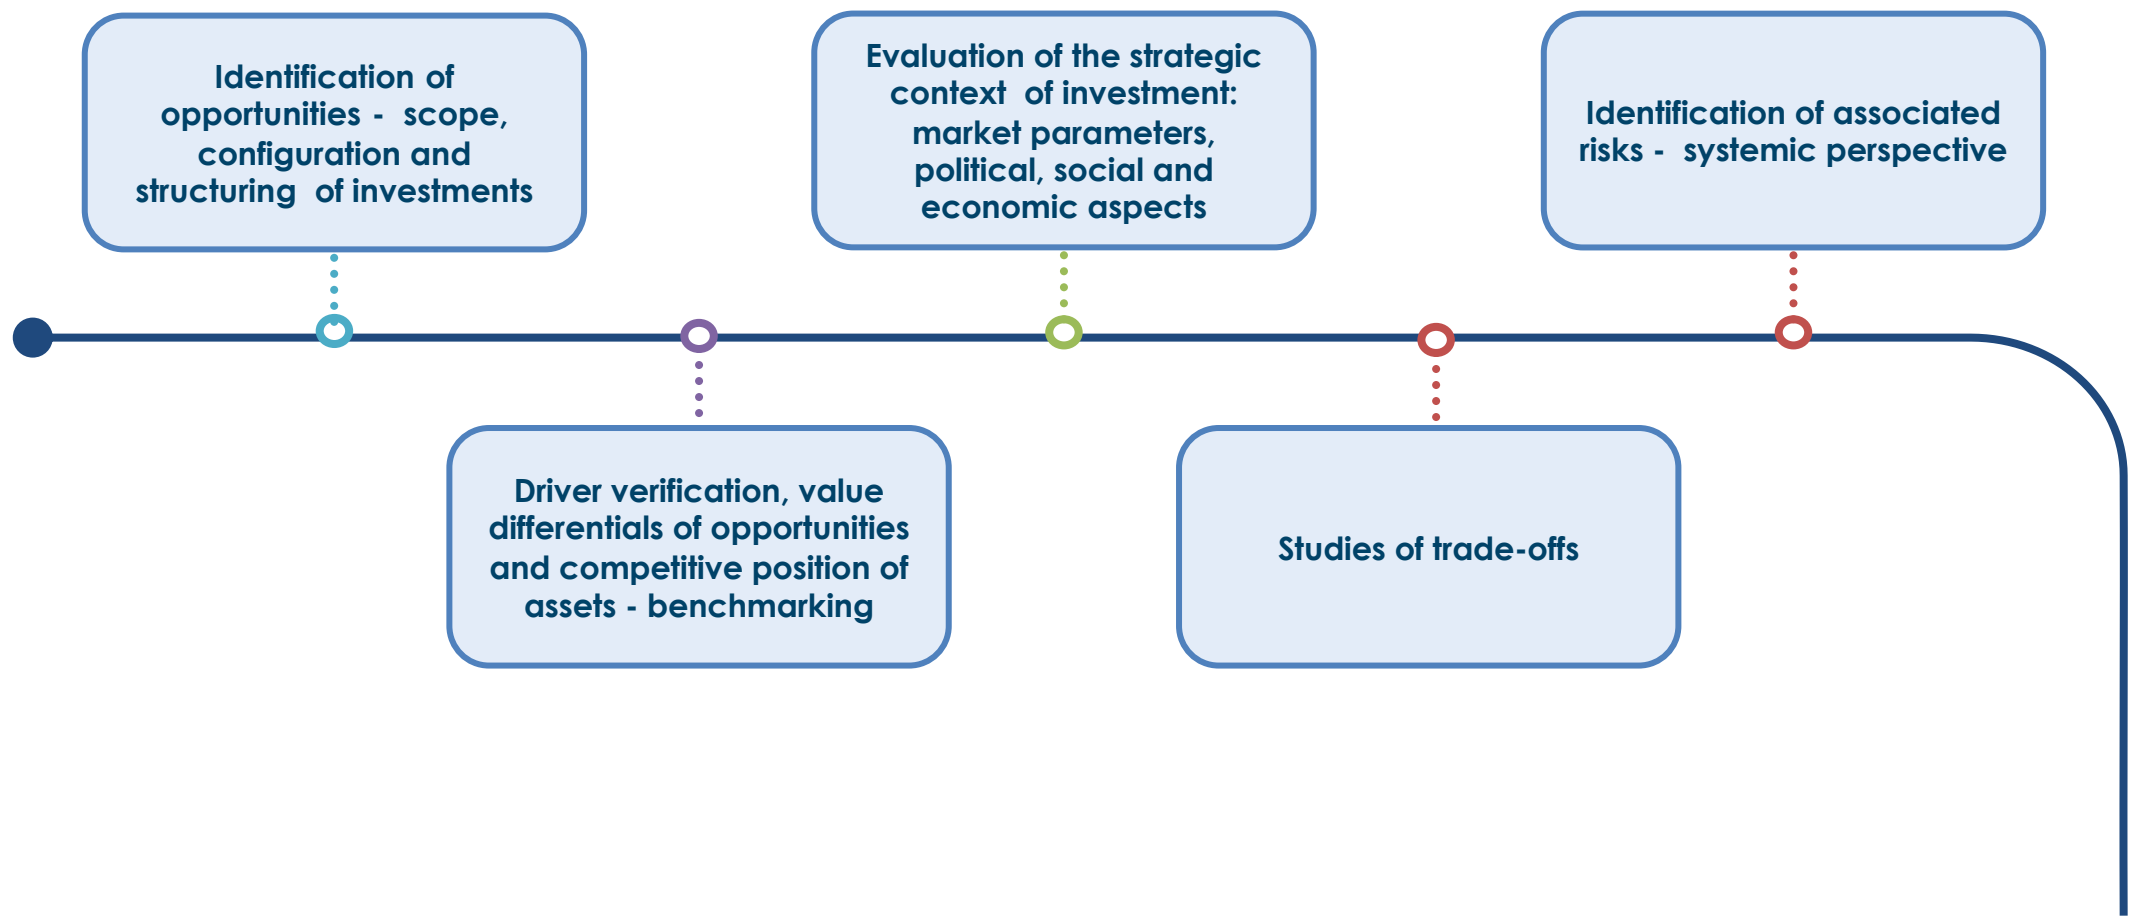 Identification of
opportunities -  scope,
configuration and
structuring  of investments
Driver verification, value
differentials of opportunities
and competitive position of
assets - benchmarking
Evaluation of the strategic
context  of investment:
market parameters,
political, social and
economic aspects
Studies of trade-offs
Identification of associated
risks -  systemic perspective